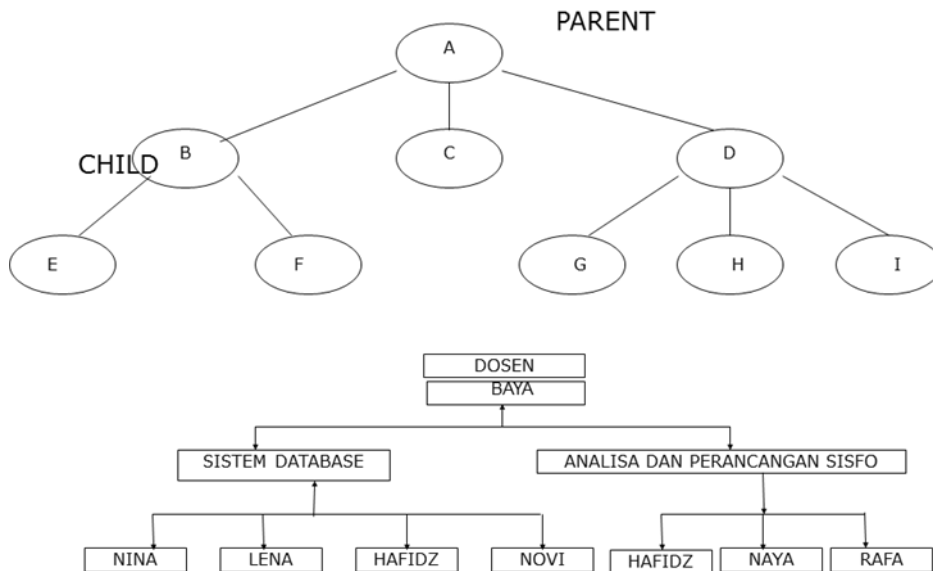 PARENT
A
CHILD
B
C
D
E
F
G
H
I
DOSEN
BAYA
SISTEM DATABASE
ANALISA DAN PERANCANGAN SISFO
NINA
LENA
HAFIDZ
NOVI
HAFIDZ
NAYA
RAFA